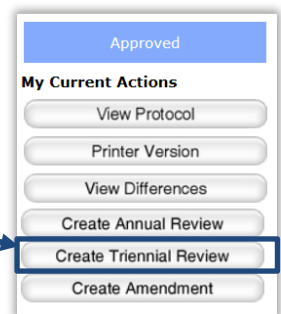 Approved
My Current Actions
View Protocol
Printer Version
View Differences
Create Annual Review
Create Triennial Review
Create Amendment